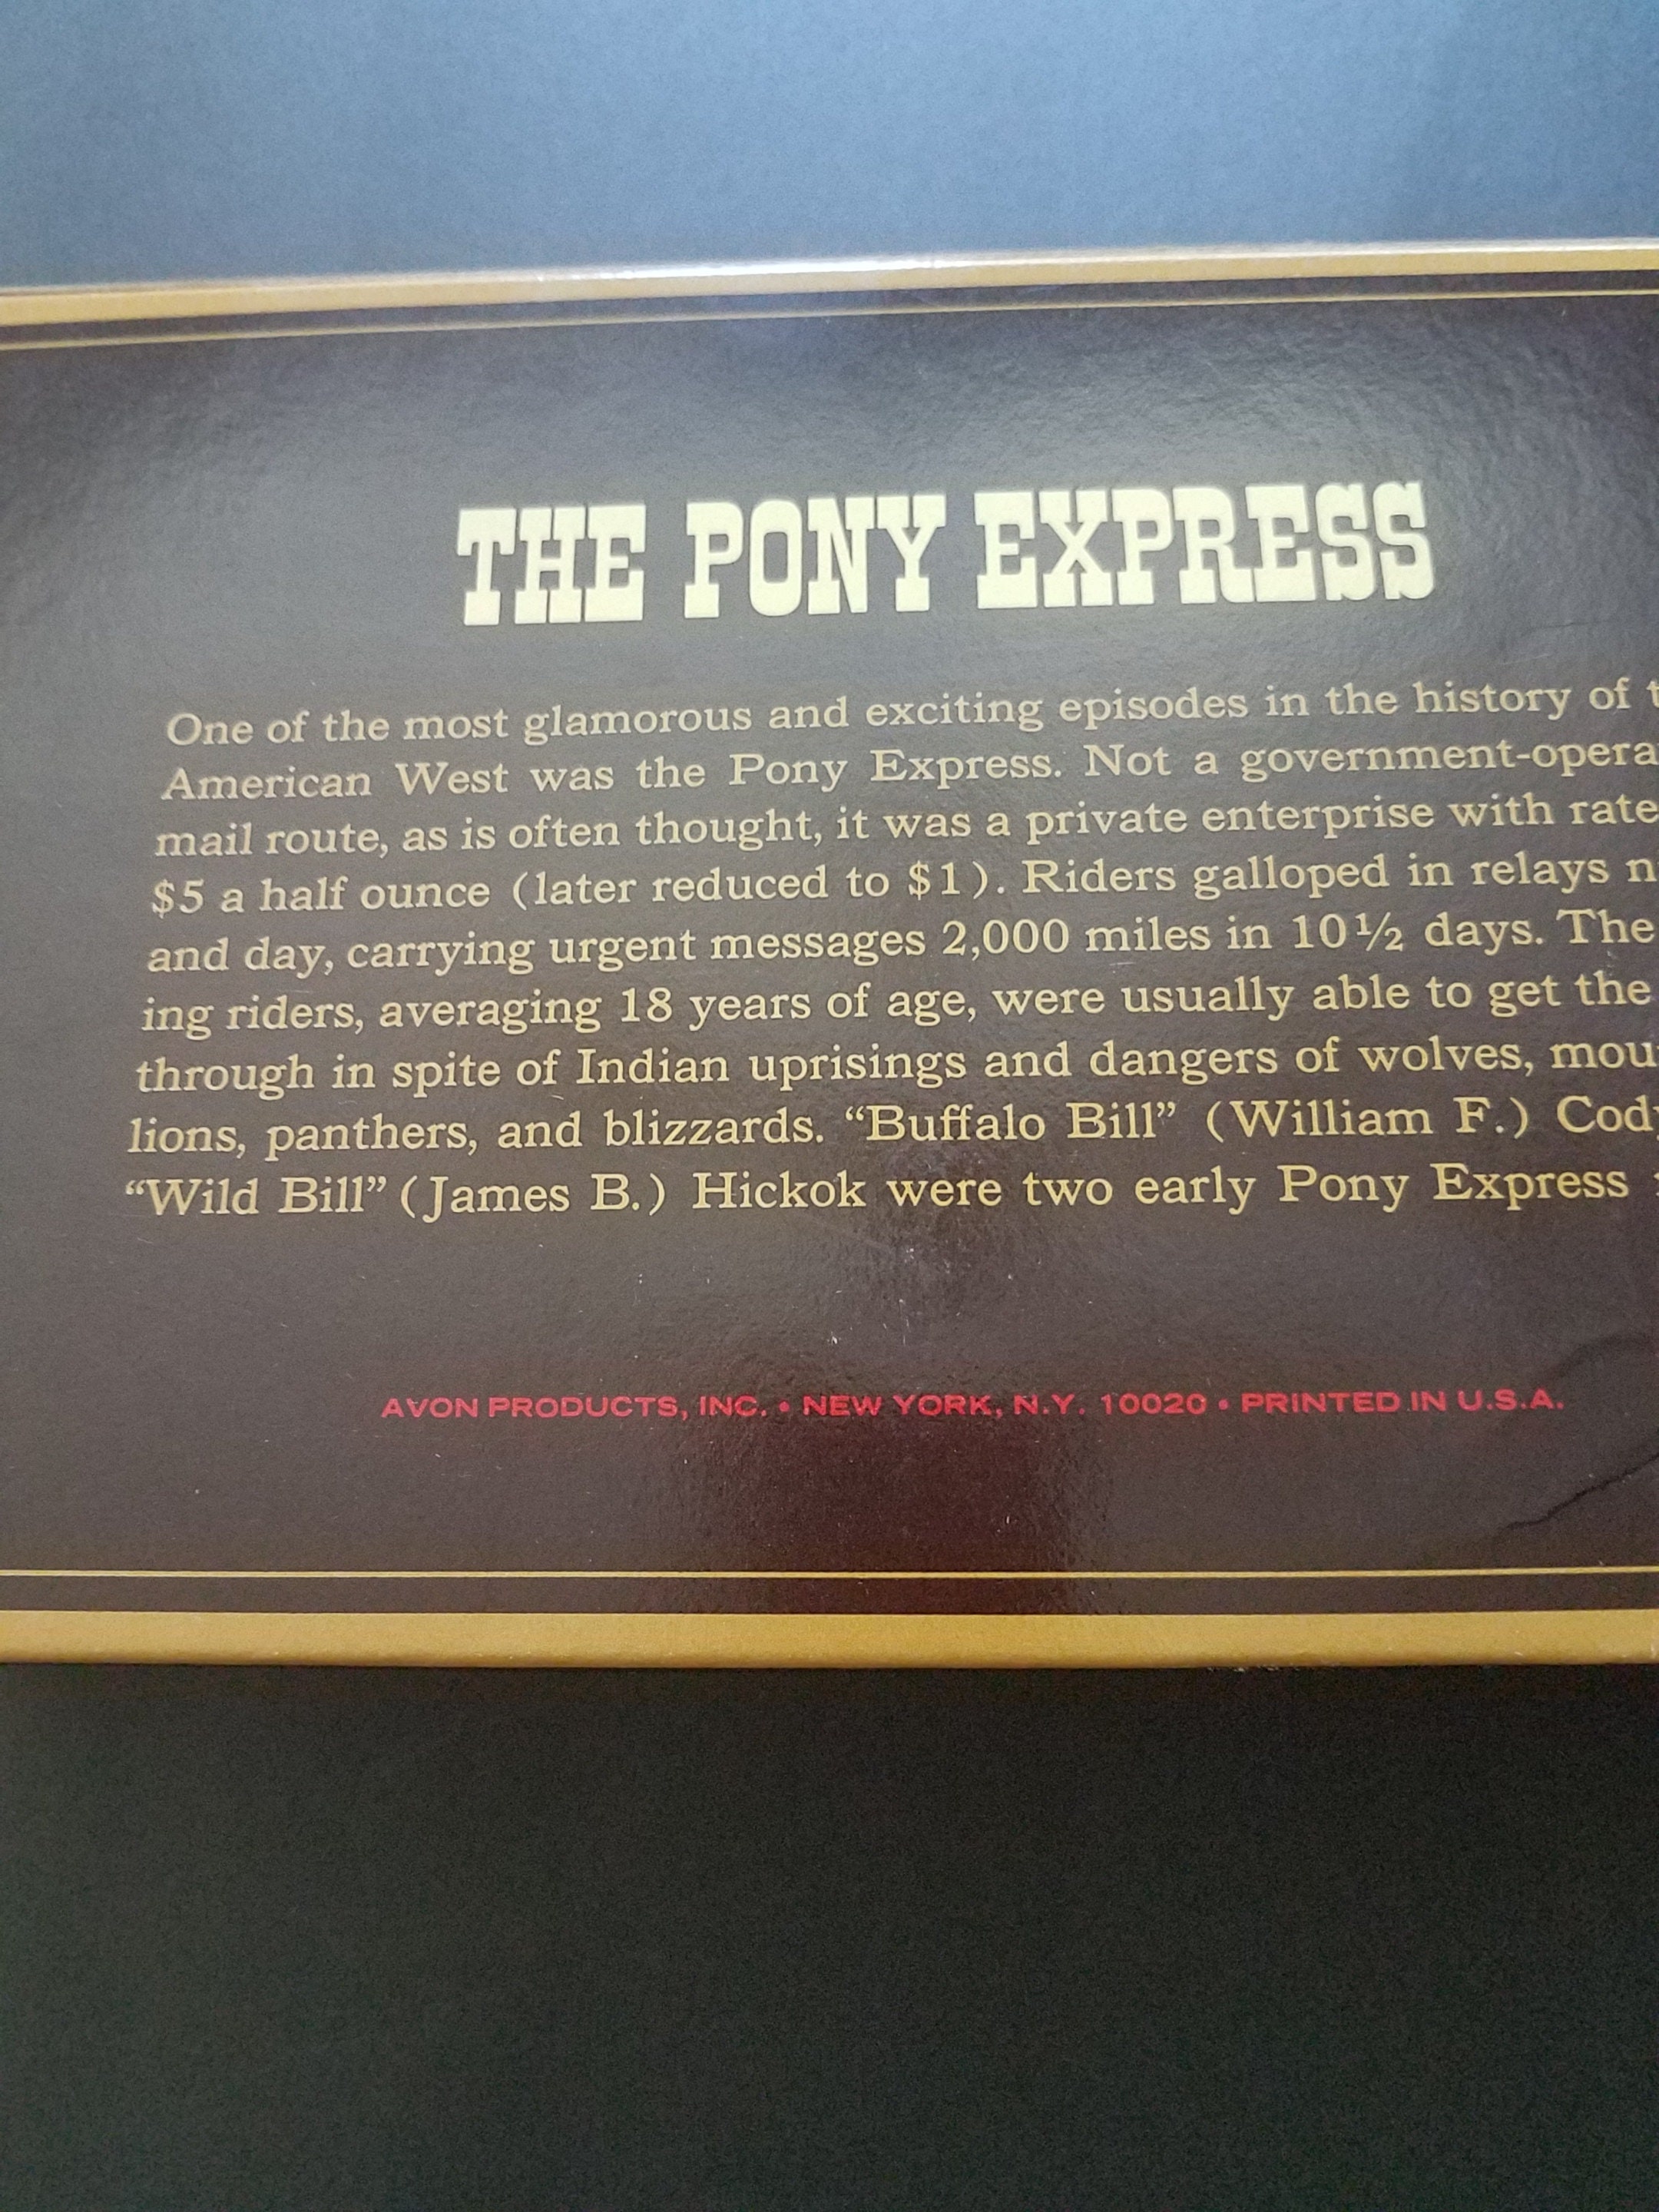 THE PONY EXPRESS
One of the most glamorous and exciting episodes in the history of
American West was the Pony Express. Not a government-opera
mail route, as is often thought, it was a private enterprise with rate
$5 a half ounce (later reduced to $1). Riders galloped in relays n
and day, carrying urgent messages 2,000 miles in 10½ days. The
ing riders, averaging 18 years of age, were usually able to get the
through in spite of Indian uprisings and dangers of wolves, mou
lions, panthers, and blizzards. “Buffalo Bill” (William F.) Cod
“Wild Bill” (James B.) Hickok were two early Pony Express
AVON PRODUCTS, INC. • NEW YORK, N.Y. 10020 • PRINTED IN U.S.A.